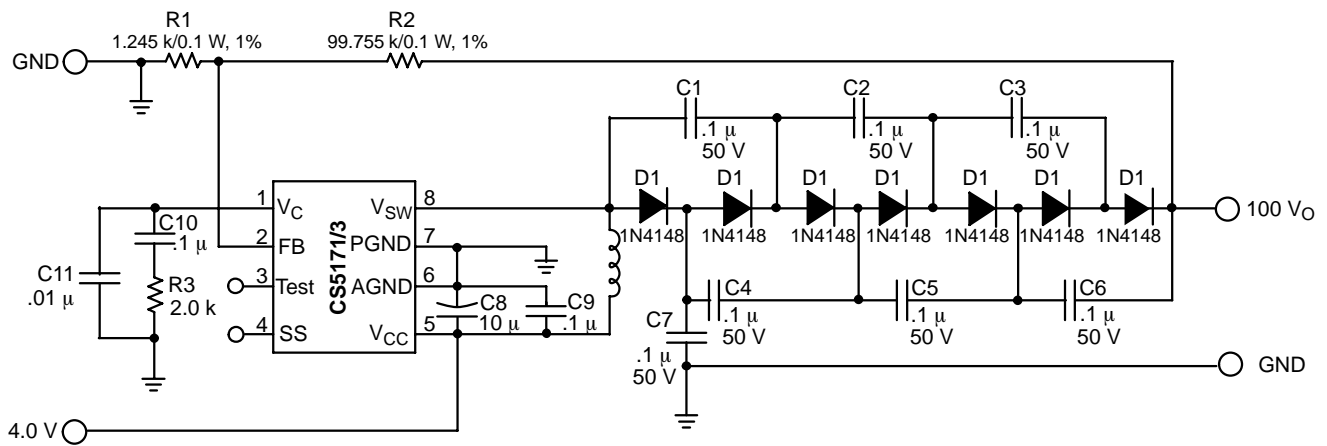 R1
1.245 k/0.1 W, 1%
R2
99.755 k/0.1 W, 1%
GND
C1
.1 μ
50 V
C2
.1 μ
50 V
C3
.1 μ
50 V
D1
1N4148
D1
1N4148
D1
1N4148
D1
1N4148
D1
1N4148
D1
1N4148
D1
1N4148
100 VO
1
VC
2
FB
3
Test
4
SS
CS5171/3
VSW
8
PGND
7
AGND
6
VCC
5
C10
.1 μ
C11
.01 μ
R3
2.0 k
C8
10 μ
C9
.1 μ
C4
.1 μ
50 V
C5
.1 μ
50 V
C6
.1 μ
50 V
C7
.1 μ
50 V
GND
4.0 V